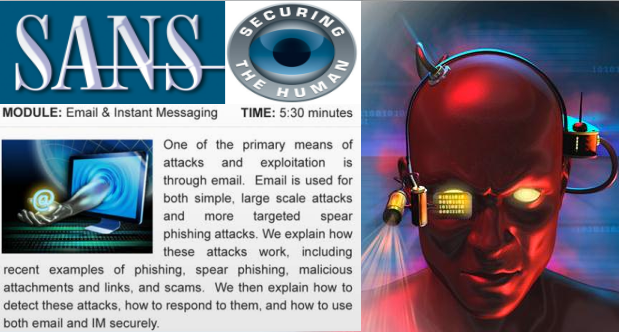 SANS
SECURING
THE HUMAN
MODULE: Email & Instant Messaging TIME: 5:30 minutes
One of the primary means of
attacks and exploitation is
through email. Email is used for
both simple, large scale attacks
and more targeted spear
phishing attacks. We explain how
these attacks work, including
recent examples of phishing, spear phishing, malicious
attachments and links, and scams. We then explain how to
detect these attacks, how to respond to them, and how to use
both email and IM securely.
@